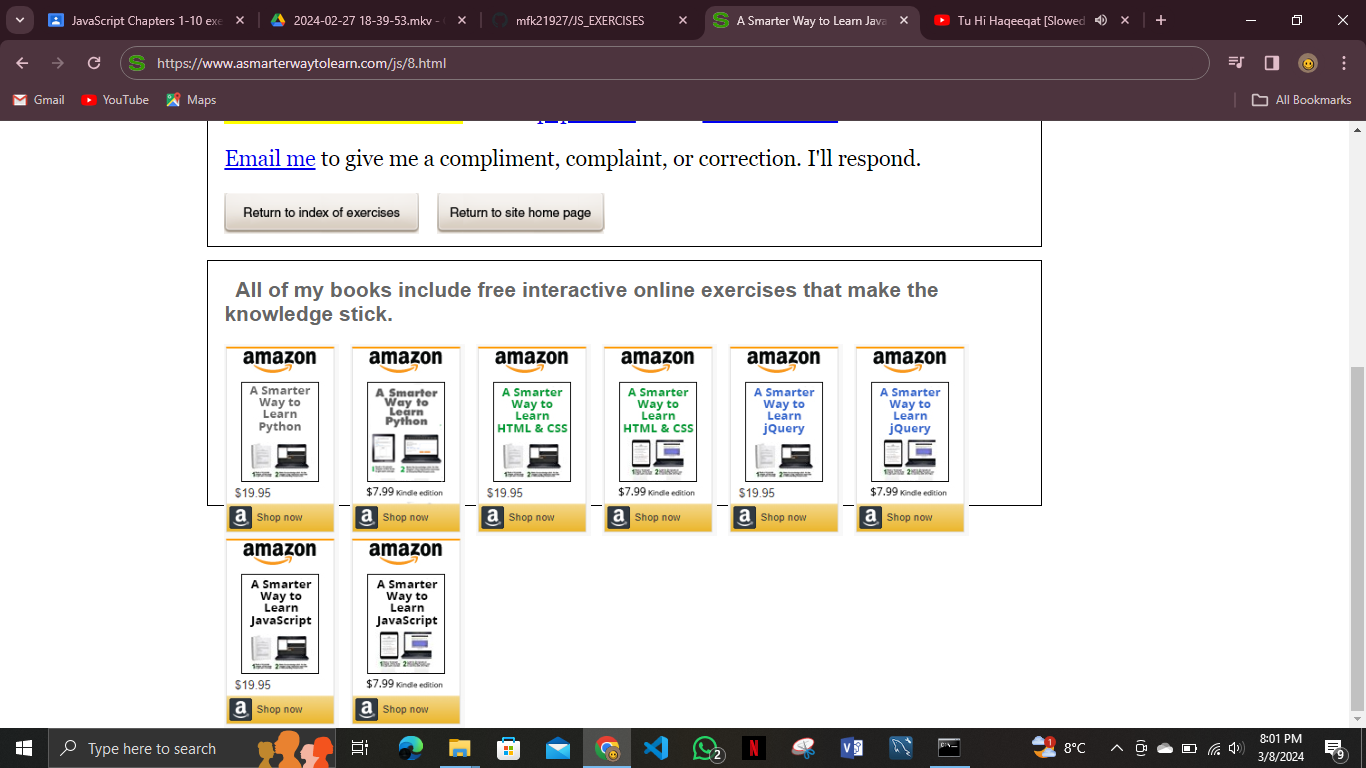 JavaScript Chapters 1-10 exe
2024-02-27 18-39-53.mkv -
mfk21927/JS_EXERCISES
A Smarter Way to Learn Java
Tu Hi Haqeeqat [Slowed
https://www.asmarterwaytolearn.com/js/8.html
Gmail YouTube Maps All Bookmarks
Email me to give me a compliment, complaint, or correction. I'll respond.
Return to index of exercises Return to site home page
All of my books include free interactive online exercises that make the
knowledge stick.
amazon amazon amazon amazon amazon amazon
A Smarter
Way to
Learn
Python
$19.95
Shop now
A Smarter
Way to
Learn
Python
$7.99 Kindle edition
Shop now
A Smarter
Way to
Learn
HTML & CSS
$19.95
Shop now
A Smarter
Way to
Learn
HTML & CSS
$7.99 Kindle edition
Shop now
A Smarter
Way to
Learn
jQuery
$19.95
Shop now
A Smarter
Way to
Learn
jQuery
$7.99 Kindle edition
Shop now
amazon amazon
A Smarter
Way to
Learn
JavaScript
$19.95
Shop now
A Smarter
Way to
Learn
JavaScript
$7.99 Kindle edition
Shop now
Type here to search
2
N
1
8°C
8:01 PM
3/8/2024
9